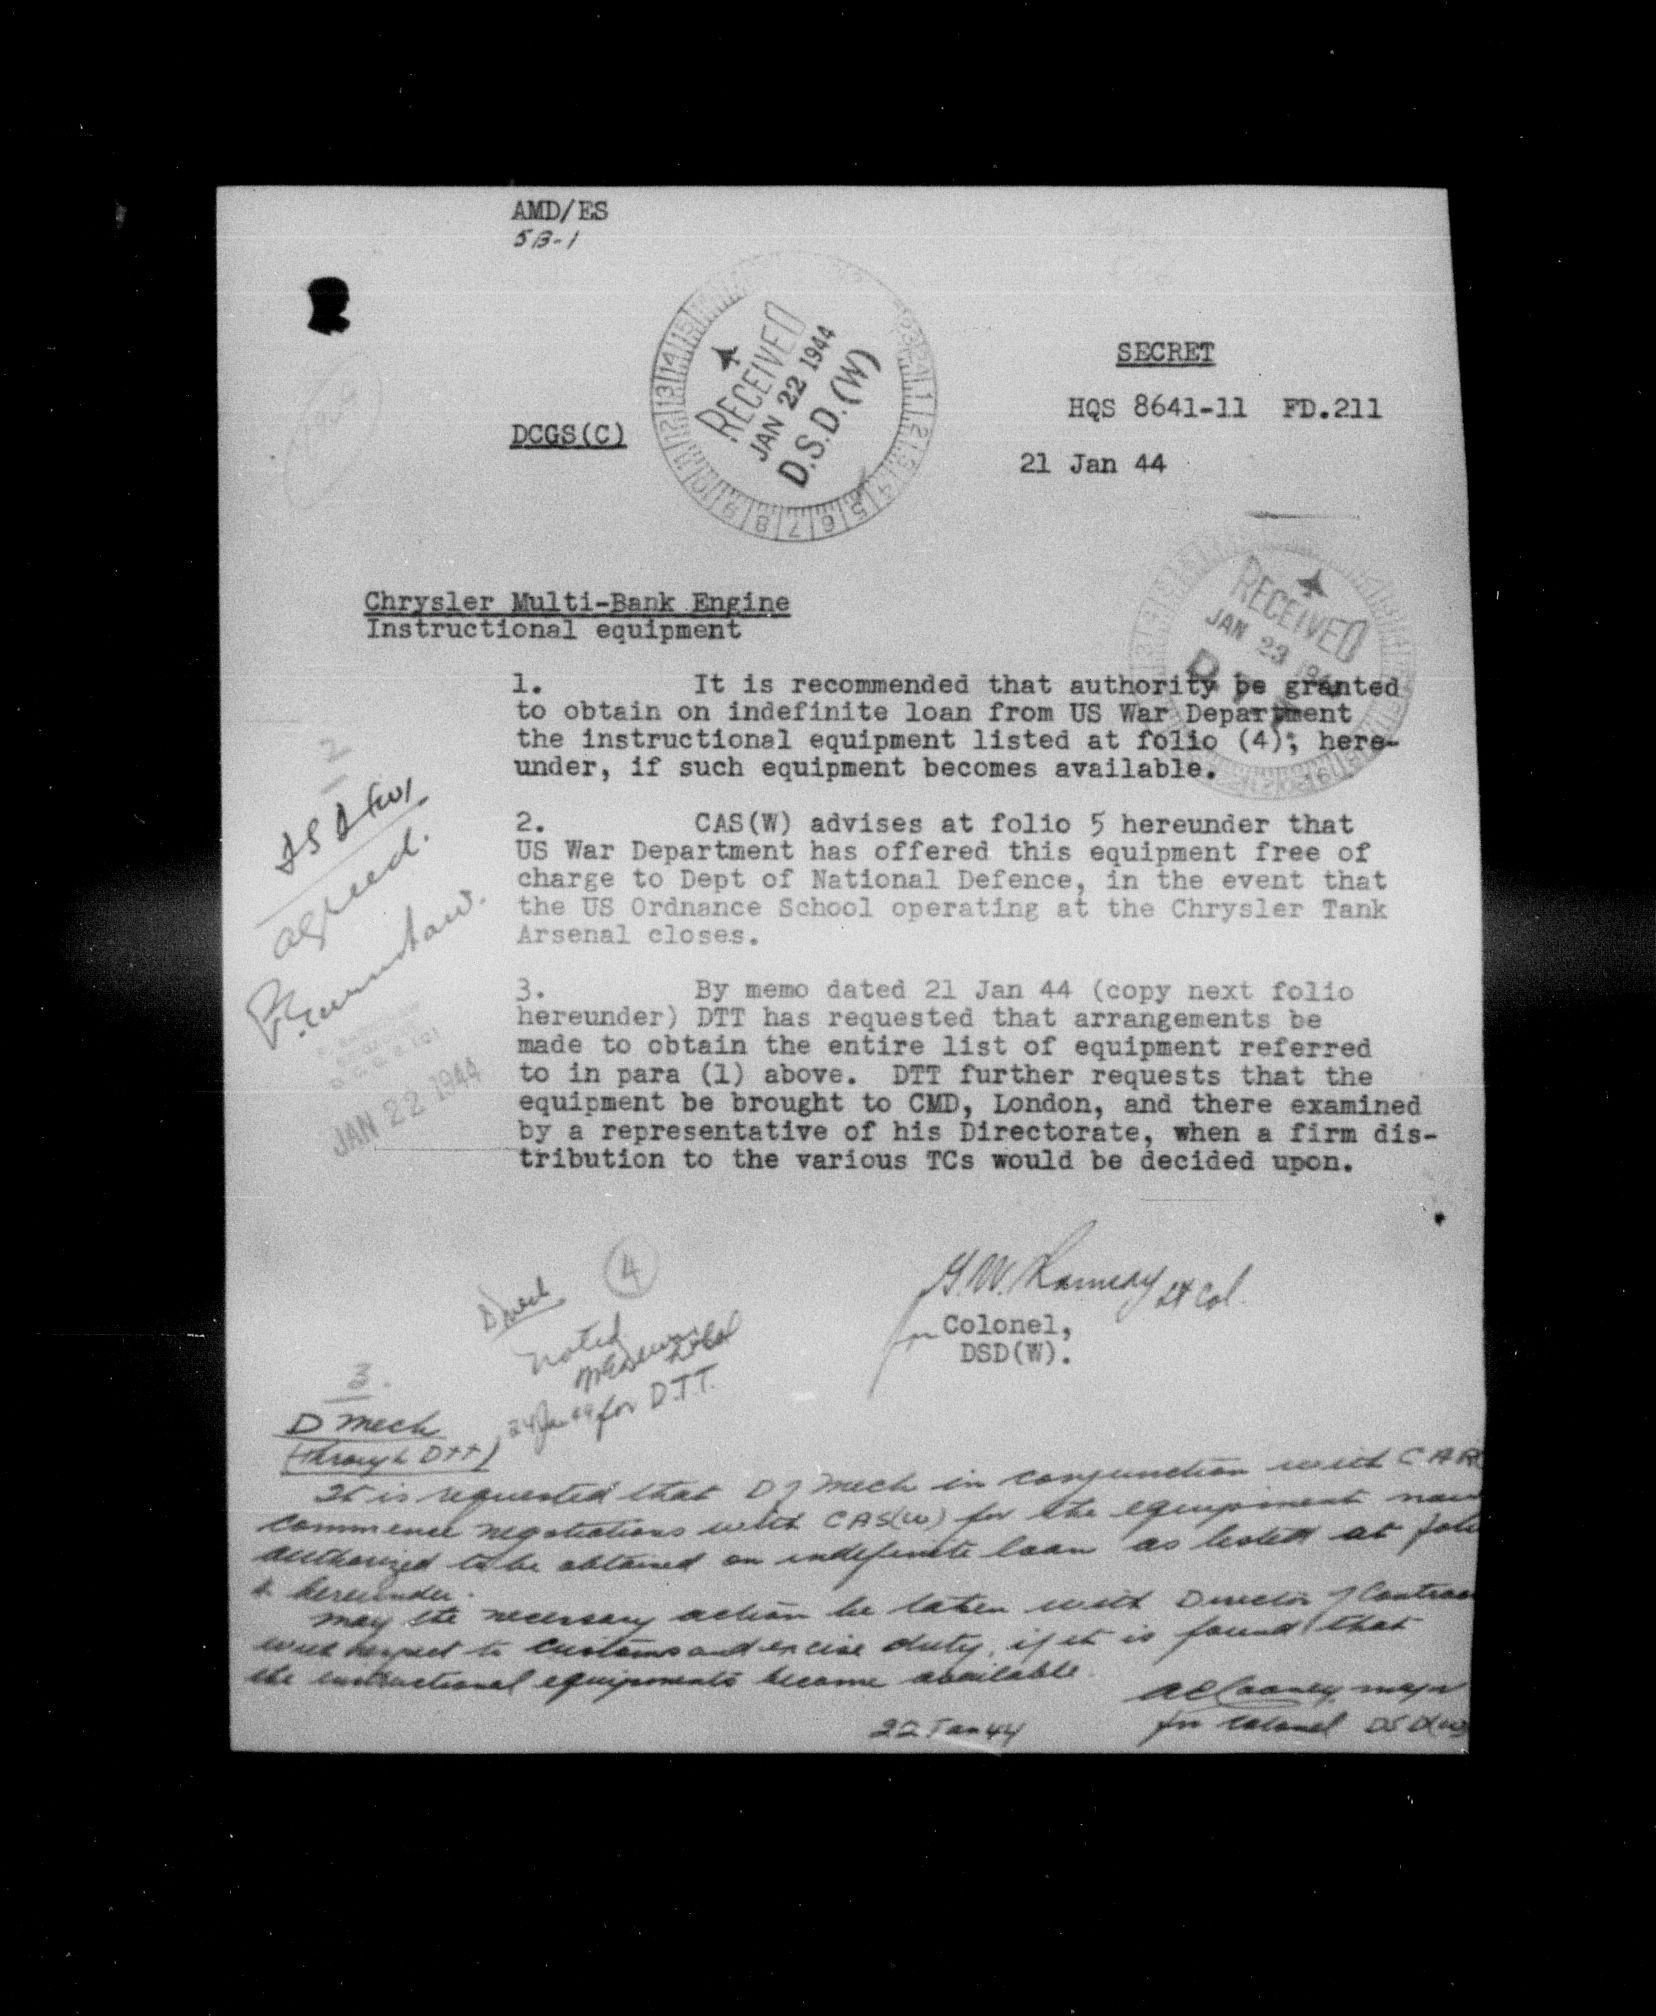 AMD/ES
5B-1
RECEIVED
JAN 22 1944
D.S.D.(W)
SECRET
HQS 8641-11 FD.211
DCGS(C)
21 Jan 44
RECEIVED
JAN 23
Chrysler Multi-Bank Engine
Instructional equipment
1. It is recommended that authority be granted
to obtain on indefinite loan from US War Department
the instructional equipment listed at folio (4); here-
under, if such equipment becomes available.
2. CAS(W) advises at folio 5 hereunder that
US War Department has offered this equipment free of
charge to Dept of National Defence, in the event that
the US Ordnance School operating at the Chrysler Tank
Arsenal closes.
3. By memo dated 21 Jan 44 (copy next folio
hereunder) DTT has requested that arrangements be
made to obtain the entire list of equipment referred
to in para (1) above. DTT further requests that the
equipment be brought to CMD, London, and there examined
by a representative of his Directorate, when a firm dis-
tribution to the various TCs would be decided upon.
2
DSD(W)
agreed.
JAN 22 1944
Lt Col
for Colonel,
DSD(W).
4
D Mech
noted
for D.T.T.
3.
D Mech
(through DTT)
It is requested that D of Mech in conjunction with
commence negotiations with CAS(W) for the equipment now
authorized to be obtained on indefinite loan as listed at
4 hereunder.
May the necessary action be taken with Director of
with respect to customs and excise duty, if it is found that
the instructional equipments become available.
22 Jan 44
Major
for Colonel DSD(W)